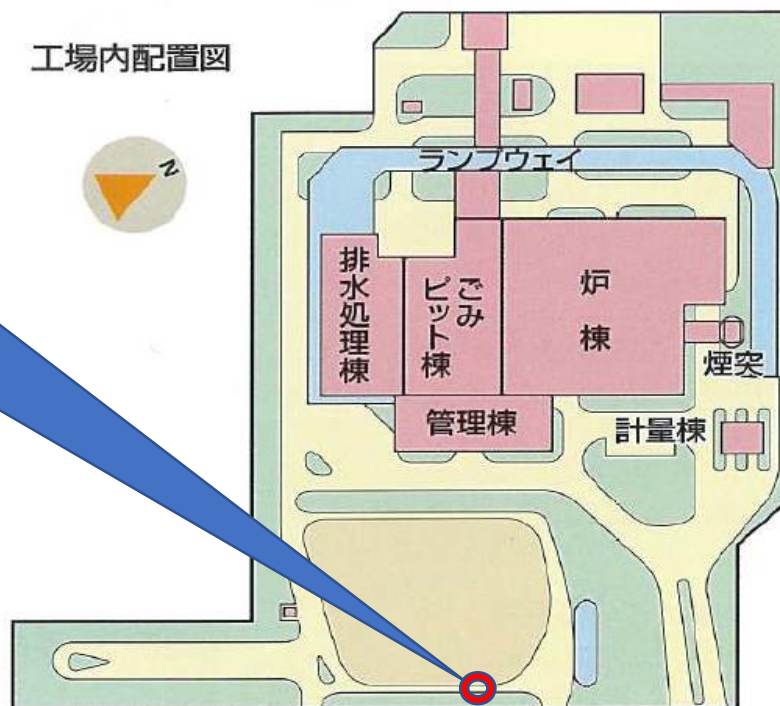 工場内配置図
N
ランプウェイ
排水処理棟
ごみ
ピット棟
炉棟
煙突
管理棟
計量棟